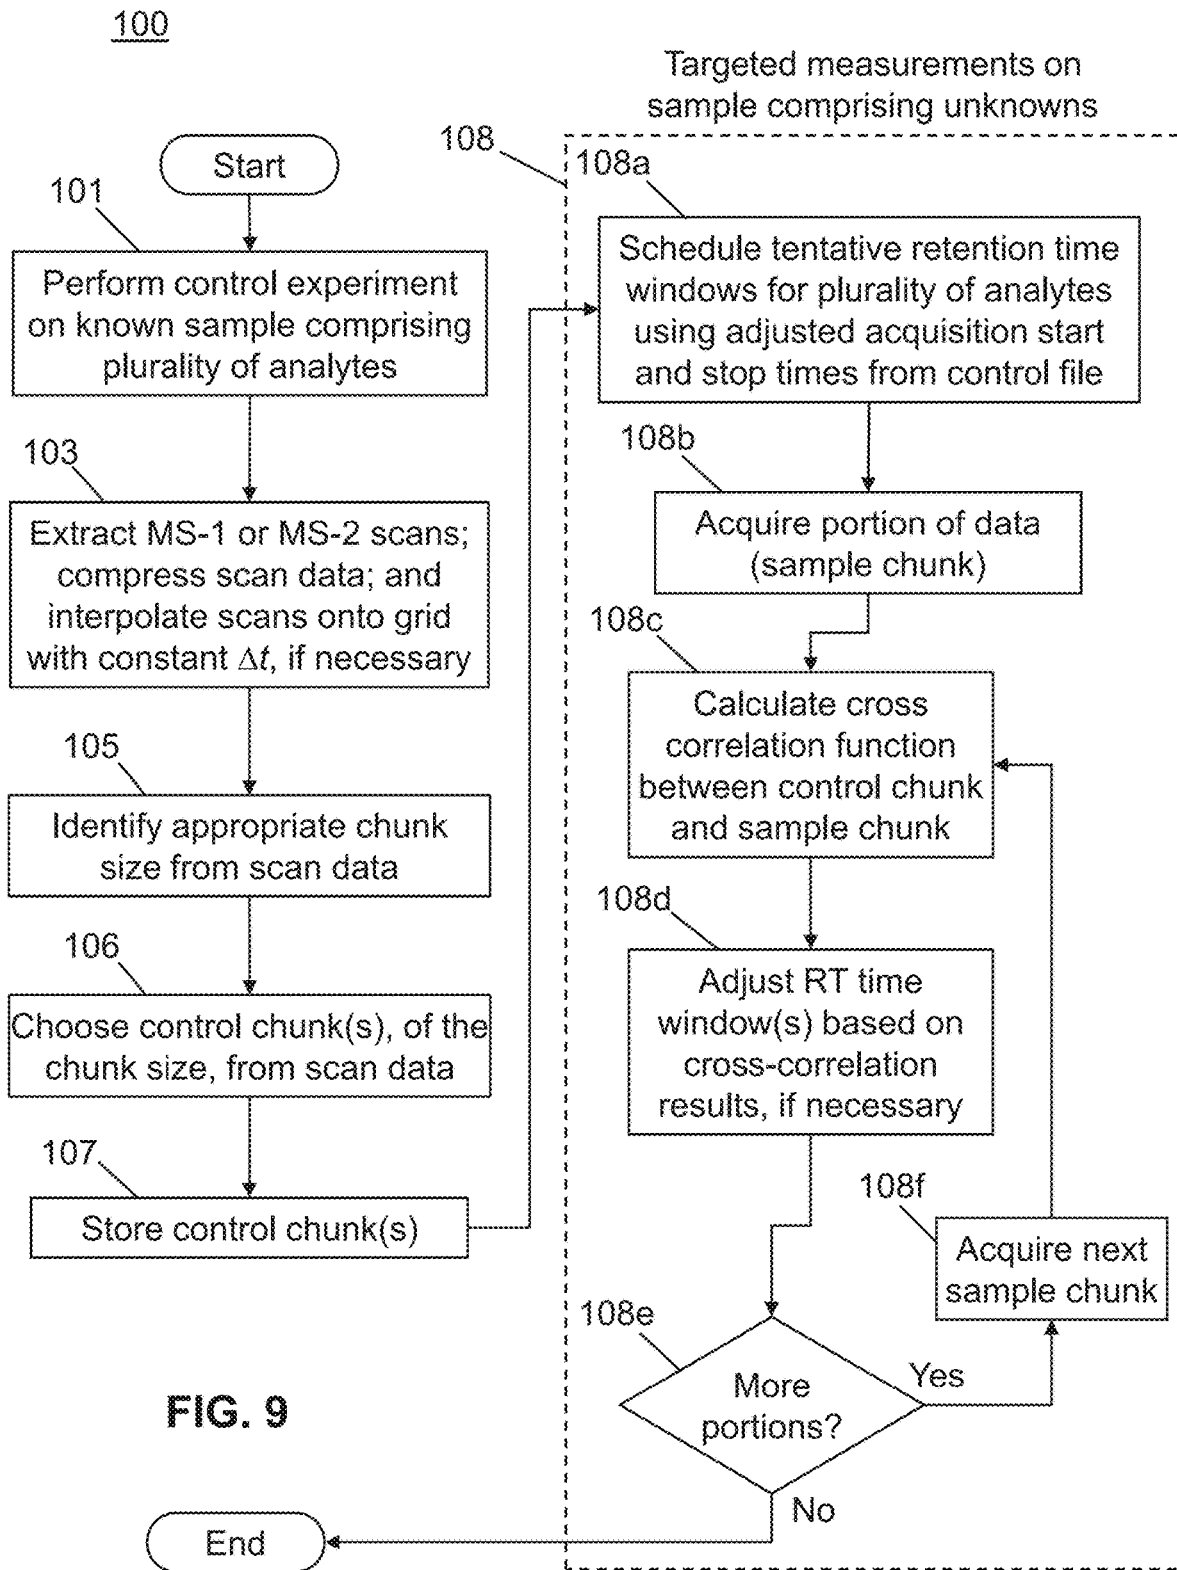 100
Start
101
Perform control experiment
on known sample comprising
plurality of analytes
103
Extract MS-1 or MS-2 scans;
compress scan data; and
interpolate scans onto grid
with constant Δt, if necessary
105
Identify appropriate chunk
size from scan data
106
Choose control chunk(s), of the
chunk size, from scan data
107
Store control chunk(s)
Targeted measurements on
sample comprising unknowns
108
108a
Schedule tentative retention time
windows for plurality of analytes
using adjusted acquisition start
and stop times from control file
108b
Acquire portion of data
(sample chunk)
108c
Calculate cross
correlation function
between control chunk
and sample chunk
108d
Adjust RT time
window(s) based on
cross-correlation
results, if necessary
108e
More
portions?
Yes
108f
Acquire next
sample chunk
No
End
FIG. 9